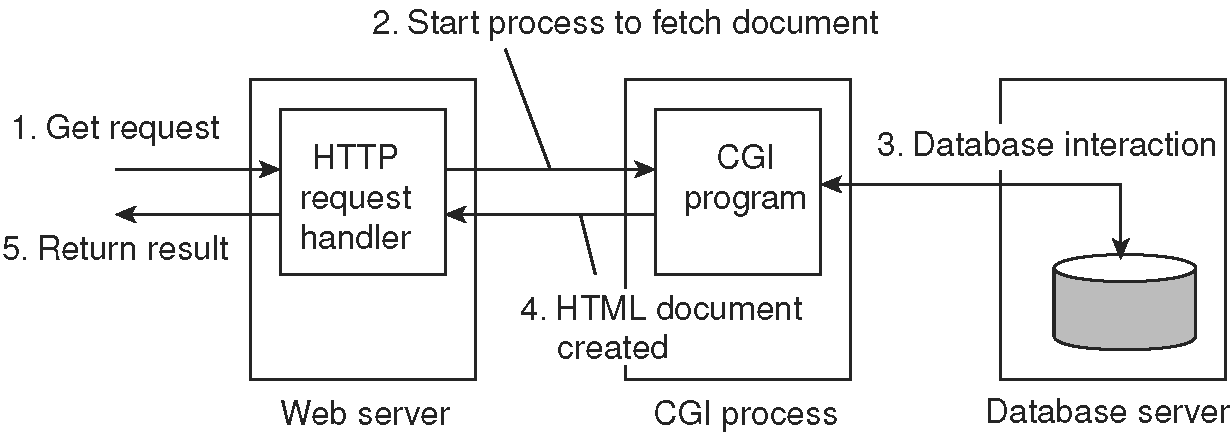 2. Start process to fetch document
1. Get request
HTTP
request
handler
5. Return result
CGI
program
3. Database interaction
4. HTML document
created
Web server
CGI process
Database server